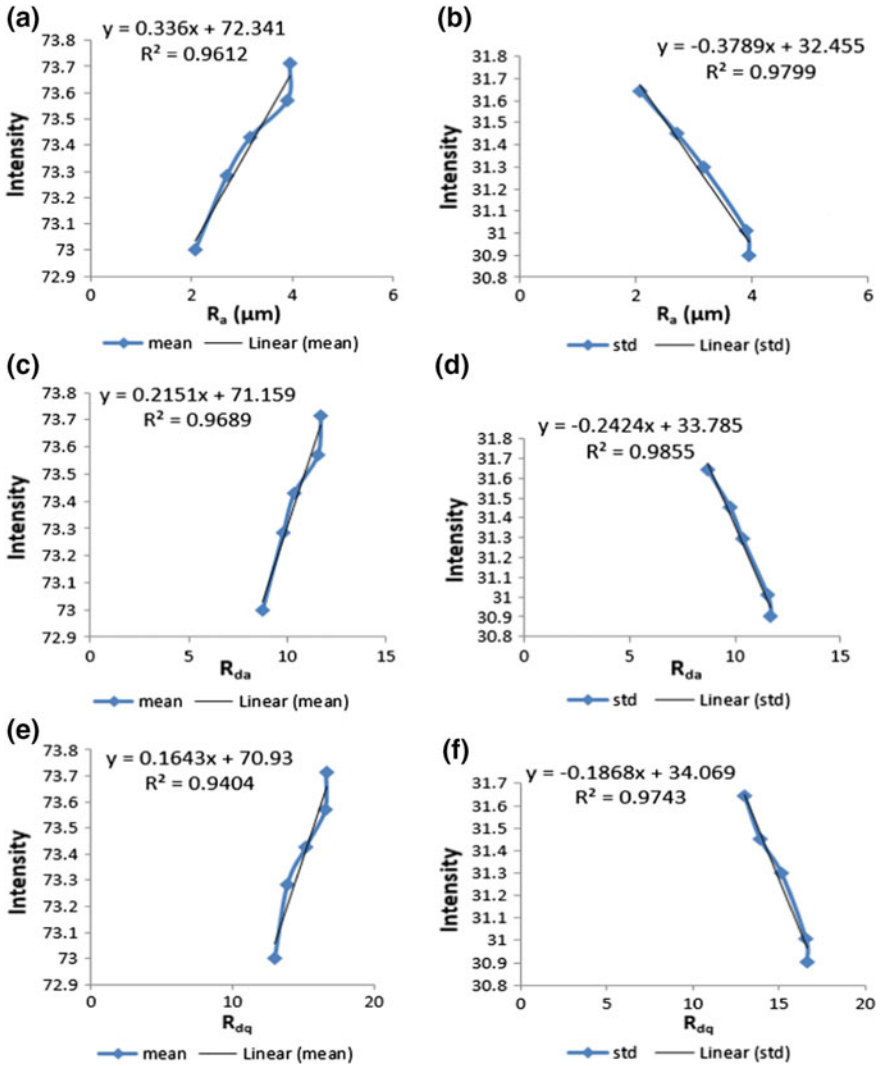 (a)
y = 0.336x + 72.341
R² = 0.9612
73.8
73.7
73.6
73.5
73.4
73.3
73.2
73.1
73
72.9
Intensity
0 2 4 6
Rₐ (µm)
mean Linear (mean)
(b)
y = -0.3789x + 32.455
R² = 0.9799
31.8
31.7
31.6
31.5
31.4
31.3
31.2
31.1
31
30.9
30.8
Intensity
0 2 4 6
Rₐ (µm)
std Linear (std)
(c)
y = 0.2151x + 71.159
R² = 0.9689
73.8
73.7
73.6
73.5
73.4
73.3
73.2
73.1
73
72.9
Intensity
0 5 10 15
R_da
mean Linear (mean)
(d)
y = -0.2424x + 33.785
R² = 0.9855
31.8
31.7
31.6
31.5
31.4
31.3
31.2
31.1
31
30.9
30.8
Intensity
0 5 10 15
R_da
std Linear (std)
(e)
y = 0.1643x + 70.93
R² = 0.9404
73.8
73.7
73.6
73.5
73.4
73.3
73.2
73.1
73
72.9
Intensity
0 10 20
R_dq
mean Linear (mean)
(f)
y = -0.1868x + 34.069
R² = 0.9743
31.7
31.6
31.5
31.4
31.3
31.2
31.1
31
30.9
30.8
Intensity
0 5 10 15 20
R_dq
std Linear (std)